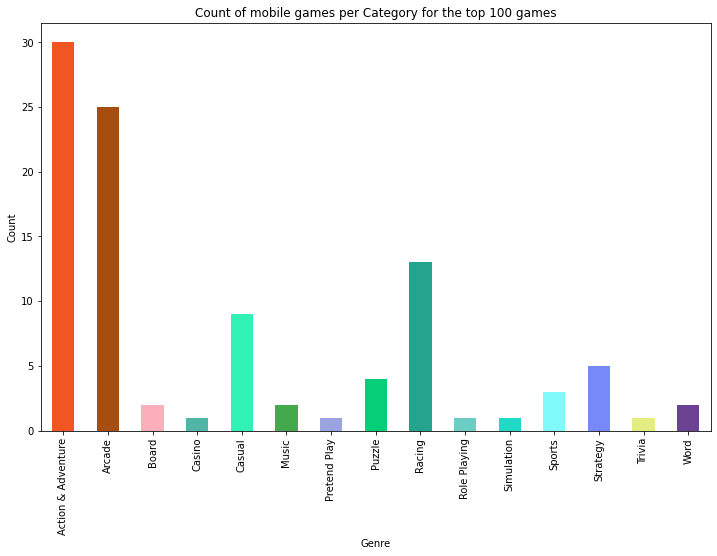 Count of mobile games per Category for the top 100 games
30
25
20
15
10
5
0
Count
Action & Adventure
Arcade
Board
Casino
Casual
Music
Pretend Play
Puzzle
Racing
Role Playing
Simulation
Sports
Strategy
Trivia
Word
Genre